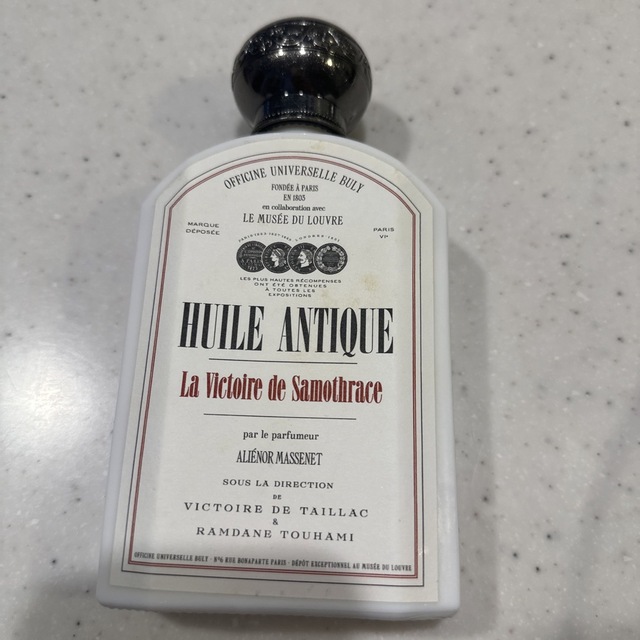 OFFICINE UNIVERSELLE BULY
FONDÉE À PARIS
EN 1803
en collaboration avec
LE MUSÉE DU LOUVRE
MARQUE
DÉPOSÉE
PARIS
VIᵉ
LES PLUS HAUTES RÉCOMPENSES
ONT ÉTÉ OBTENUES
À TOUTES LES
EXPOSITIONS
HUILE ANTIQUE
La Victoire de Samothrace
par le parfumeur
ALIÉNOR MASSENET
SOUS LA DIRECTION
DE
VICTOIRE DE TAILLAC
&
RAMDANE TOUHAMI
OFFICINE UNIVERSELLE BULY · Nº6 RUE BONAPARTE PARIS · DÉPÔT EXCEPTIONNEL AU MUSÉE DU LOUVRE